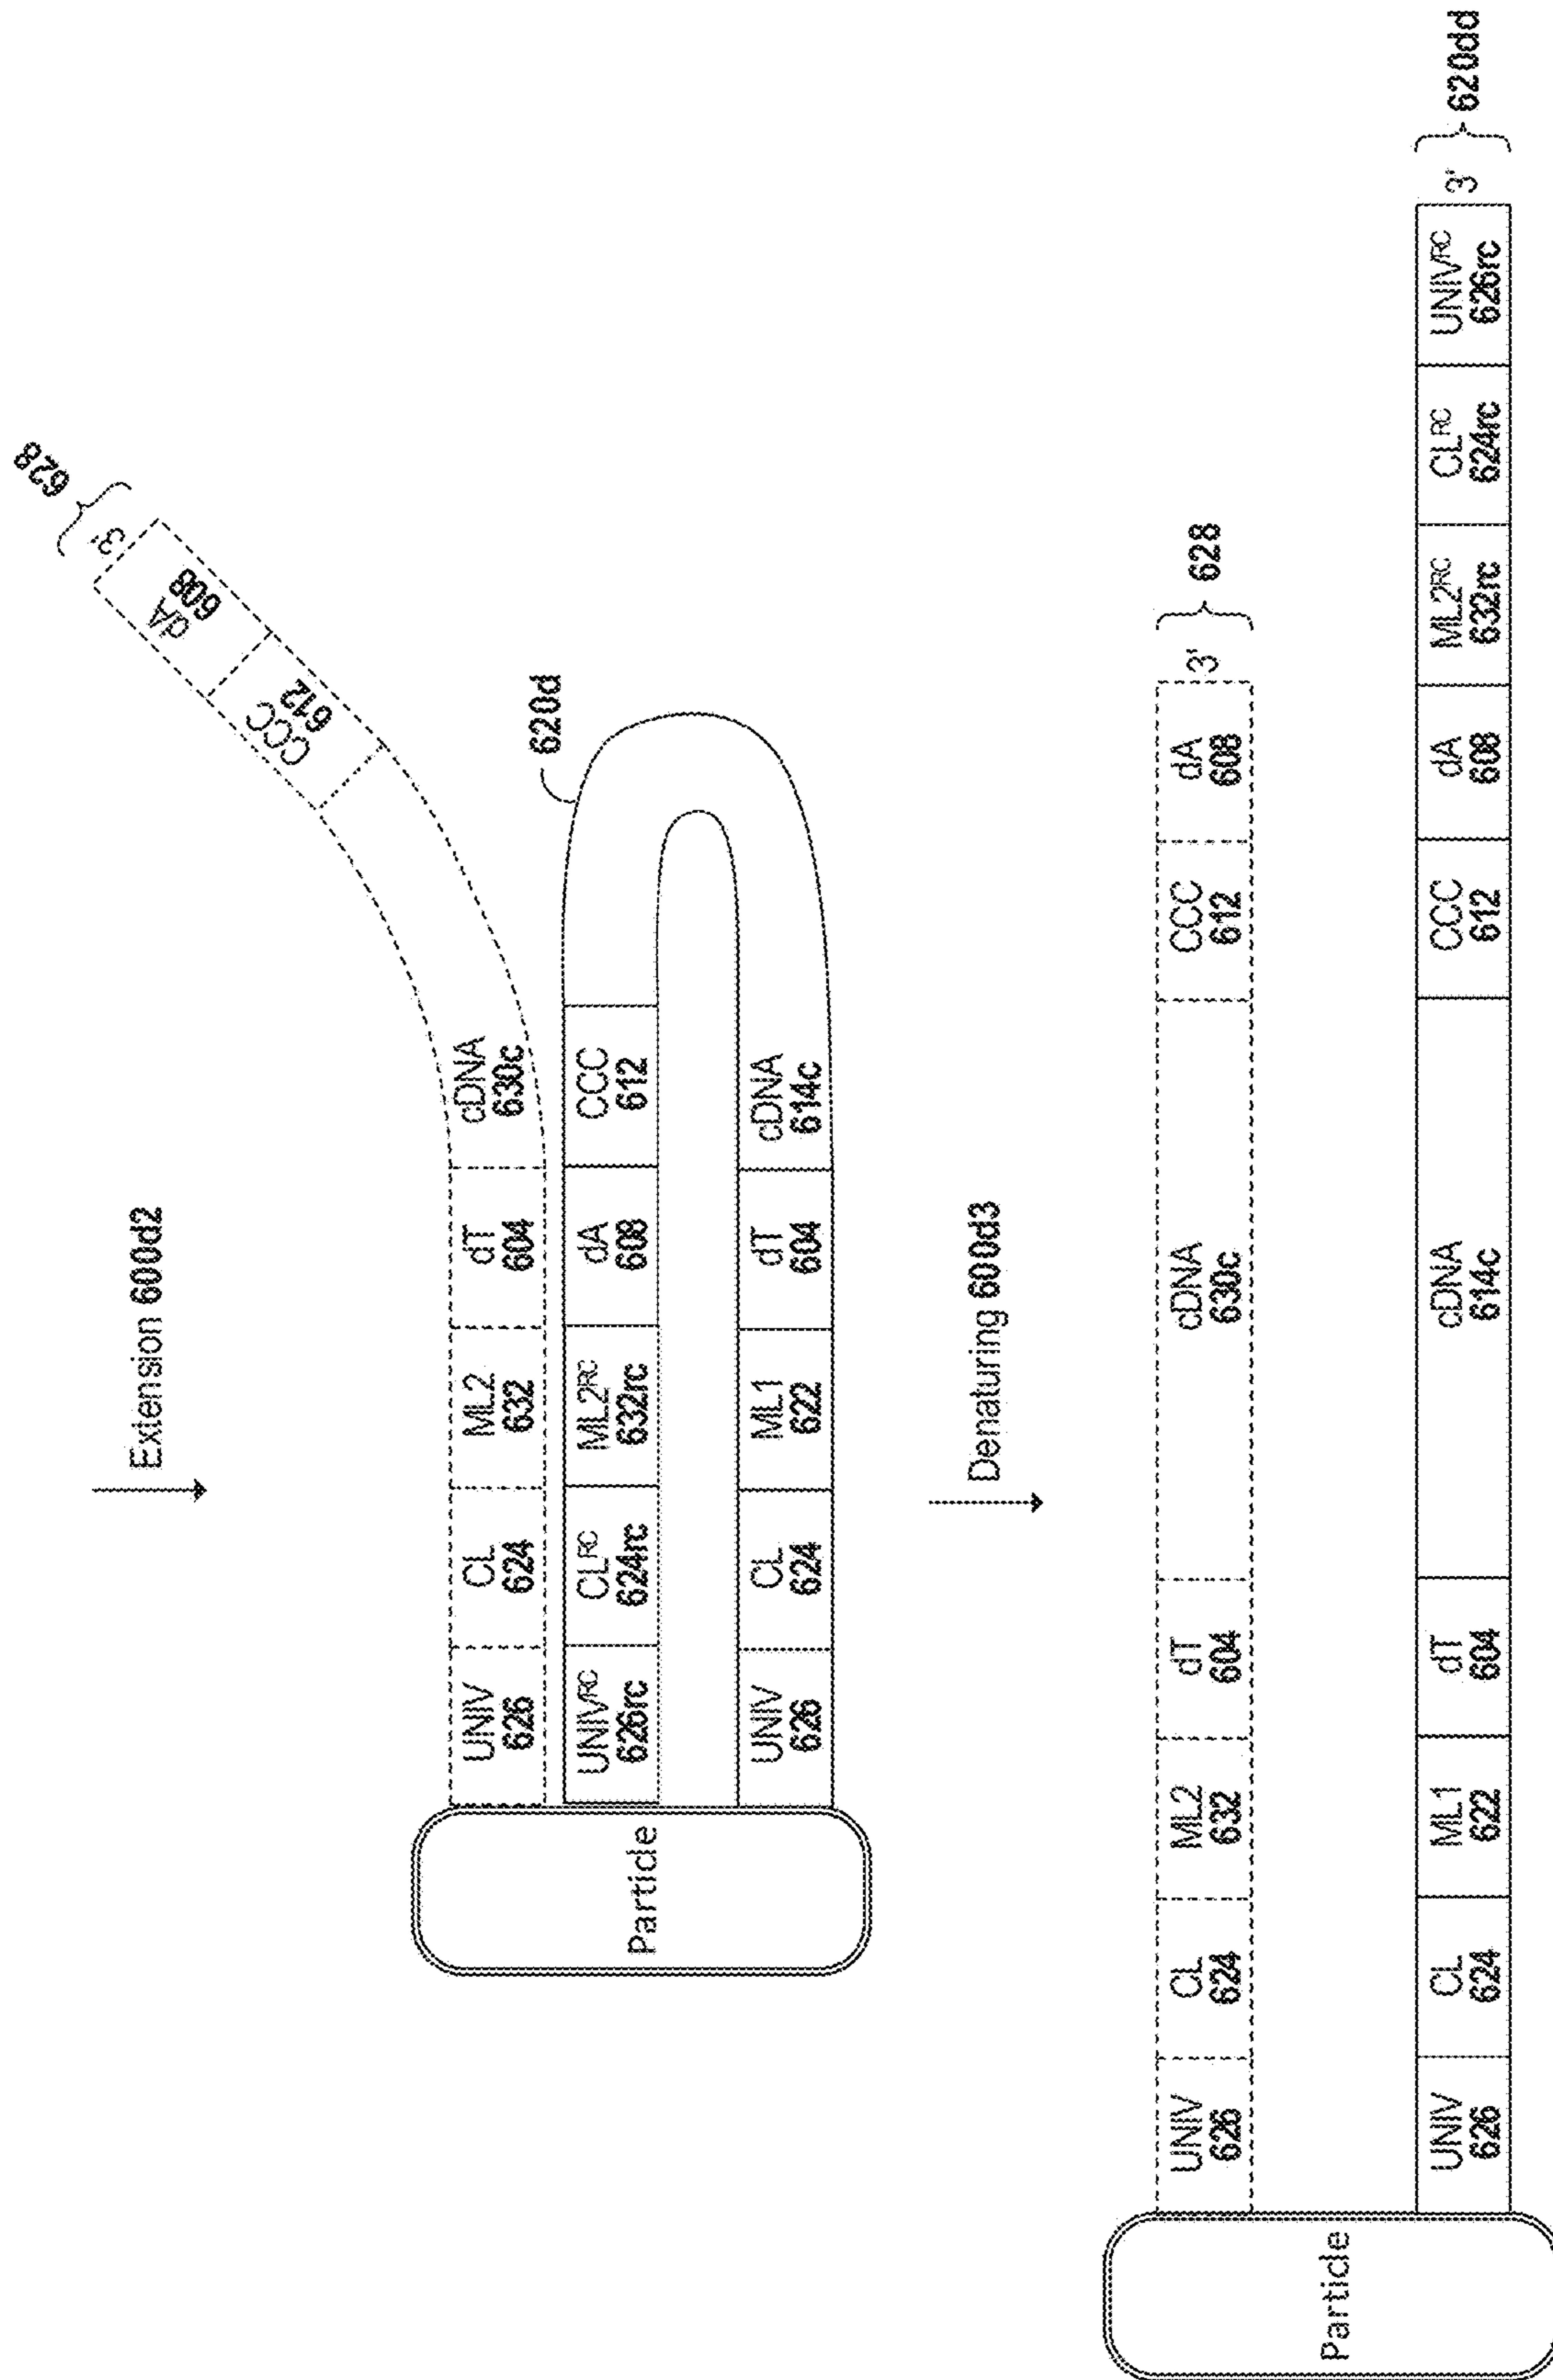 Extension 600d2
628
3'
dA
608
CCC
612
UNIV
626
CL
624
ML2
632
dT
604
cDNA
630c
620d
UNIVRC
626rc
CLRC
624rc
ML2RC
632rc
dA
608
CCC
612
UNIV
626
CL
624
ML1
622
dT
604
cDNA
614c
Particle
Denaturing 600d3
UNIV
626
CL
624
ML2
632
dT
604
cDNA
630c
CCC
612
dA
608
3'
628
Particle
UNIV
626
CL
624
ML1
622
dT
604
cDNA
614c
CCC
612
dA
608
ML2RC
632rc
CLRC
624rc
UNIVRC
626rc
3'
620dd